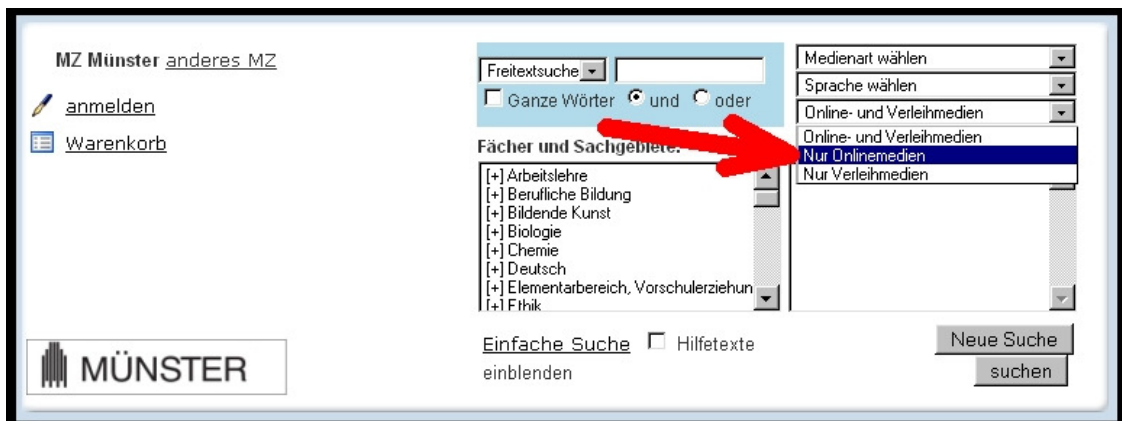 MZ Münster anderes MZ
anmelden
Warenkorb
MÜNSTER
Freitextsuche
Ganze Wörter und oder
Fächer und Sachgebiete:
[+] Arbeitslehre
[+] Berufliche Bildung
[+] Bildende Kunst
[+] Biologie
[+] Chemie
[+] Deutsch
[+] Elementarbereich, Vorschulerziehun
[+] Ethik
Medienart wählen
Sprache wählen
Online- und Verleihmedien
Online- und Verleihmedien
Nur Onlinemedien
Nur Verleihmedien
Einfache Suche Hilfetexte
einblenden
Neue Suche
suchen